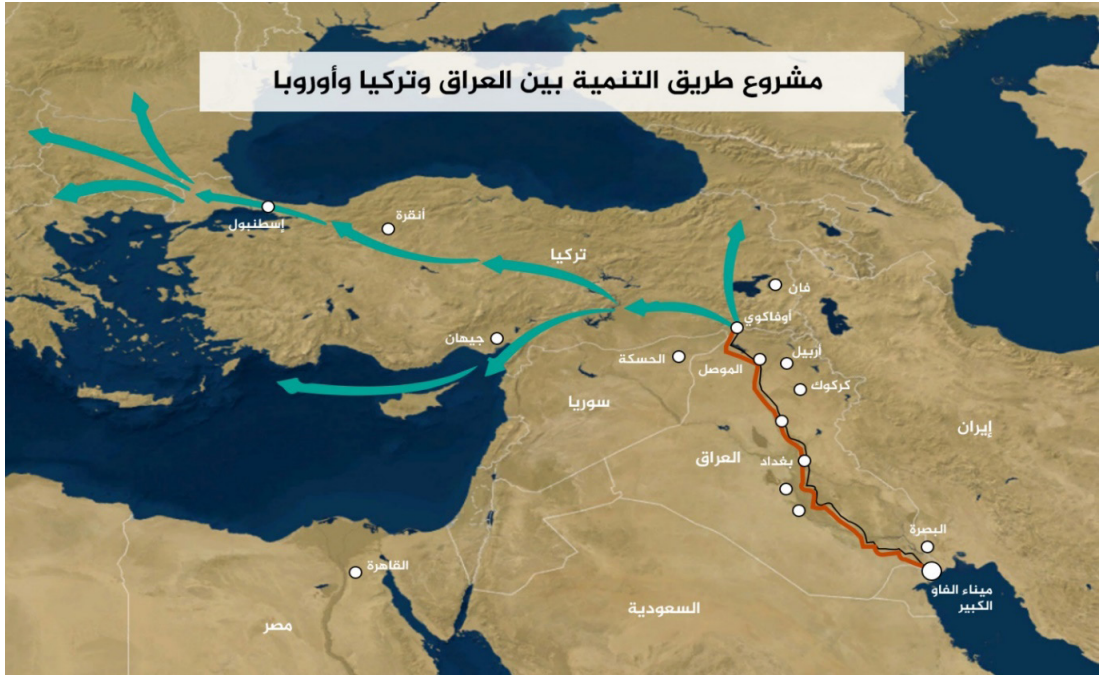 مشروع طريق التنمية بين العراق وتركيا وأوروبا
إسطنبول
أنقرة
تركيا
فان
أوفاكوي
جيهان
الحسكة
الموصل
أربيل
كركوك
سوريا
إيران
العراق
بغداد
البصرة
القاهرة
ميناء الفاو
الكبير
السعودية
مصر